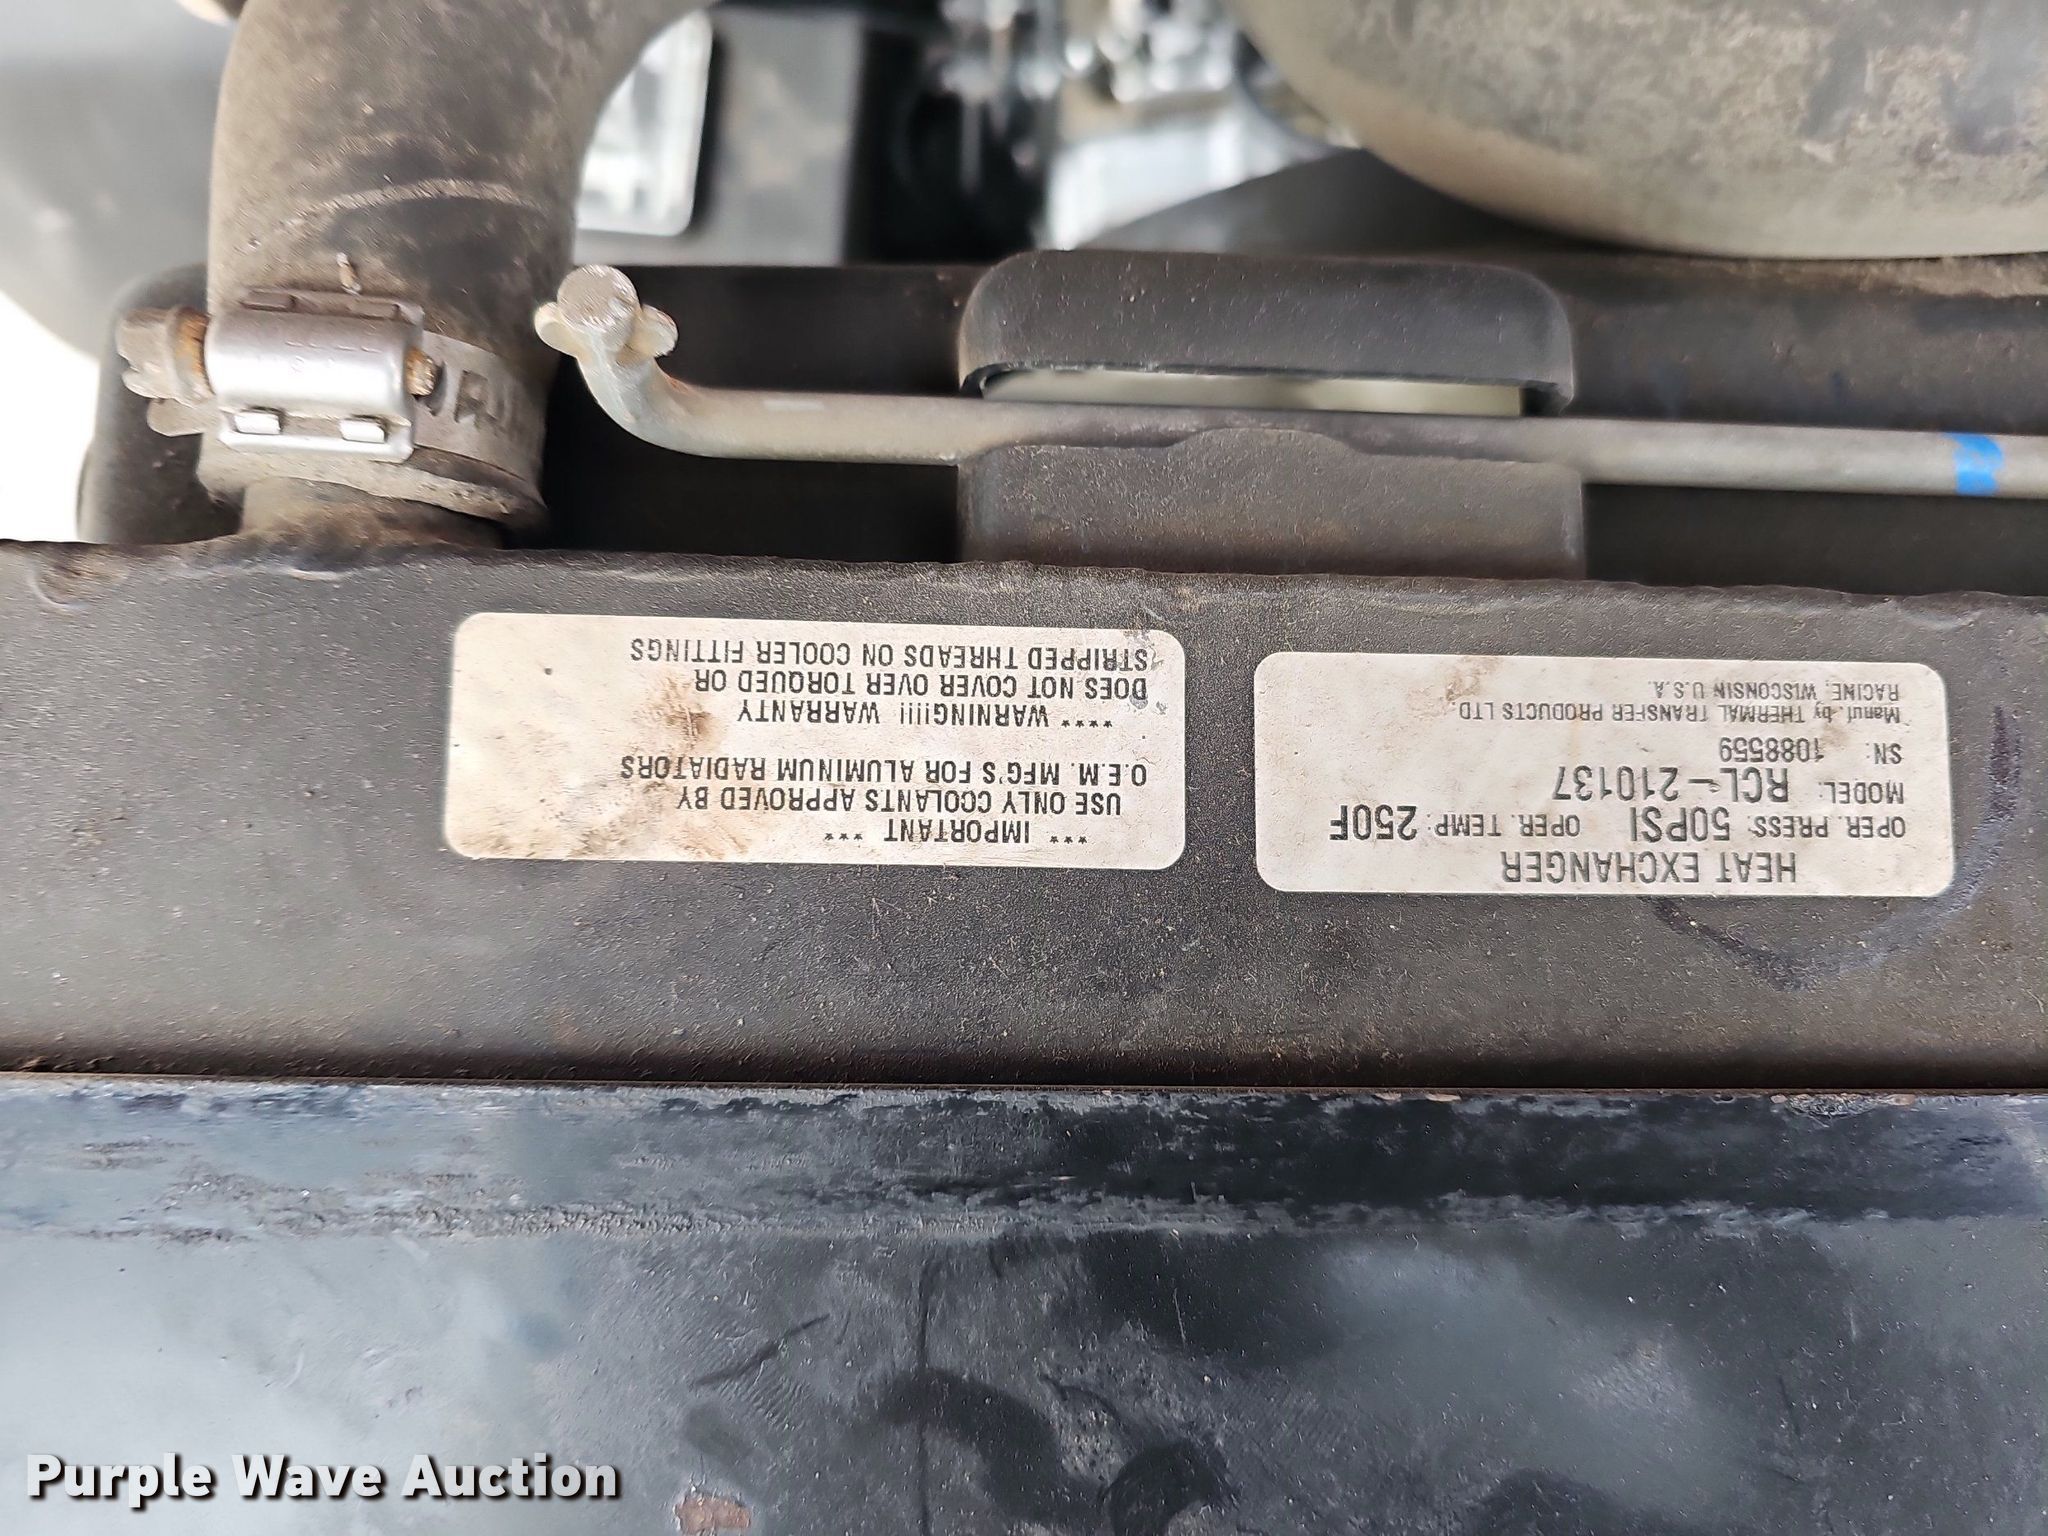 HEAT EXCHANGER
OPER. PRESS: 50PSI OPER. TEMP: 250F
MODEL: RCL-210137
SN: 1088559
Manuf. by THERMAL TRANSFER PRODUCTS LTD.
RACINE, WISCONSIN U.S.A.
*** IMPORTANT ***
USE ONLY COOLANTS APPROVED BY
O.E.M. MFG'S FOR ALUMINUM RADIATORS
**** WARNING!!!! WARRANTY
DOES NOT COVER OVER TORQUED OR
STRIPPED THREADS ON COOLER FITTINGS
Purple Wave Auction